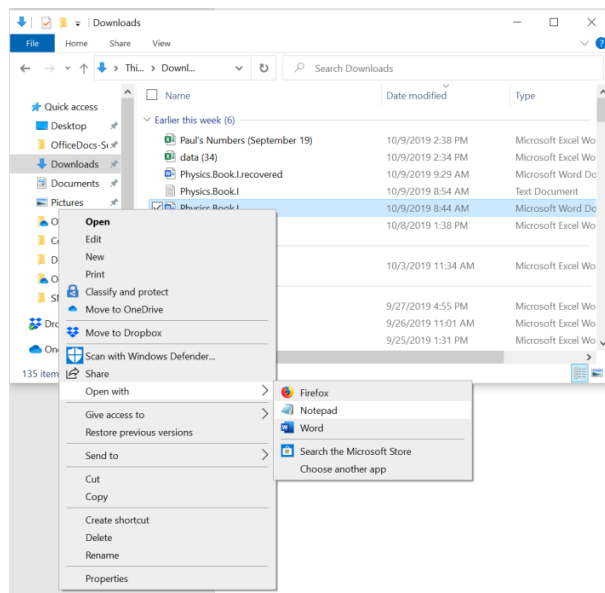 Downloads
File Home Share View
Thi... Downl... Search Downloads
Name Date modified Type
Quick access
Desktop
OfficeDocs-S
Downloads
Documents
Pictures
Earlier this week (6)
Paul's Numbers (September 19) 10/9/2019 2:38 PM Microsoft Excel Wo
data (34) 10/9/2019 2:34 PM Microsoft Excel Wo
Physics.Book.I.recovered 10/9/2019 9:29 AM Microsoft Word Do
Physics.Book.I 10/9/2019 8:54 AM Text Document
Physics.Book.I 10/9/2019 8:44 AM Microsoft Word Do
10/8/2019 1:38 PM Microsoft Excel Wo
10/3/2019 11:34 AM Microsoft Excel Wo
9/27/2019 4:55 PM Microsoft Excel Wo
9/26/2019 11:01 AM Microsoft Excel Wo
9/25/2019 1:31 PM Microsoft Excel Wo
O
C
D
O
SI
Dro
On
135 item
Open
Edit
New
Print
Classify and protect
Move to OneDrive
Move to Dropbox
Scan with Windows Defender...
Share
Open with
Give access to
Restore previous versions
Send to
Cut
Copy
Create shortcut
Delete
Rename
Properties
Firefox
Notepad
Word
Search the Microsoft Store
Choose another app